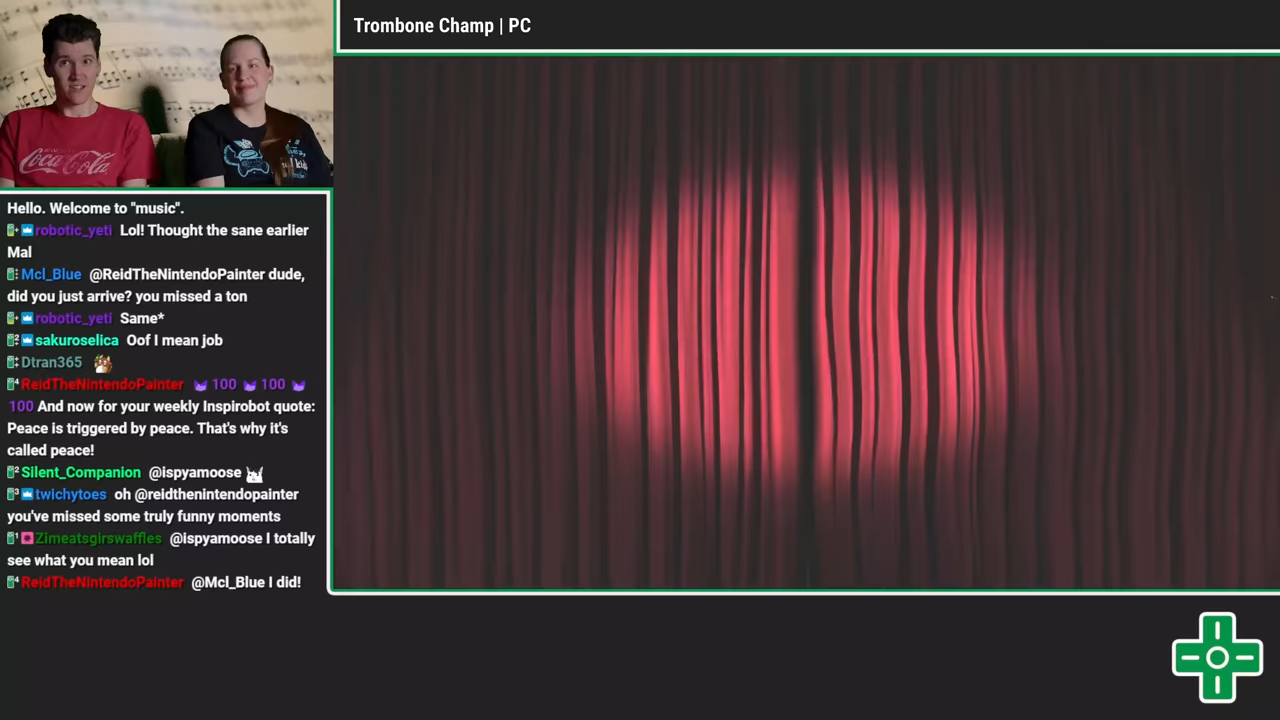 Trombone Champ | PC
Coca-Cola
Hello. Welcome to "music".
robotic_yeti Lol! Thought the sane earlier
Mal
Mcl_Blue @ReidTheNintendoPainter dude,
did you just arrive? you missed a ton
robotic_yeti Same*
sakuroselica Oof I mean job
Dtran365
ReidTheNintendoPainter 100 100
100 And now for your weekly Inspirobot quote:
Peace is triggered by peace. That's why it's
called peace!
Silent_Companion @ispyamoose
twichytoes oh @reidthenintendopainter
you've missed some truly funny moments
Zimeatsgirswaffles @ispyamoose I totally
see what you mean lol
ReidTheNintendoPainter @Mcl_Blue I did!